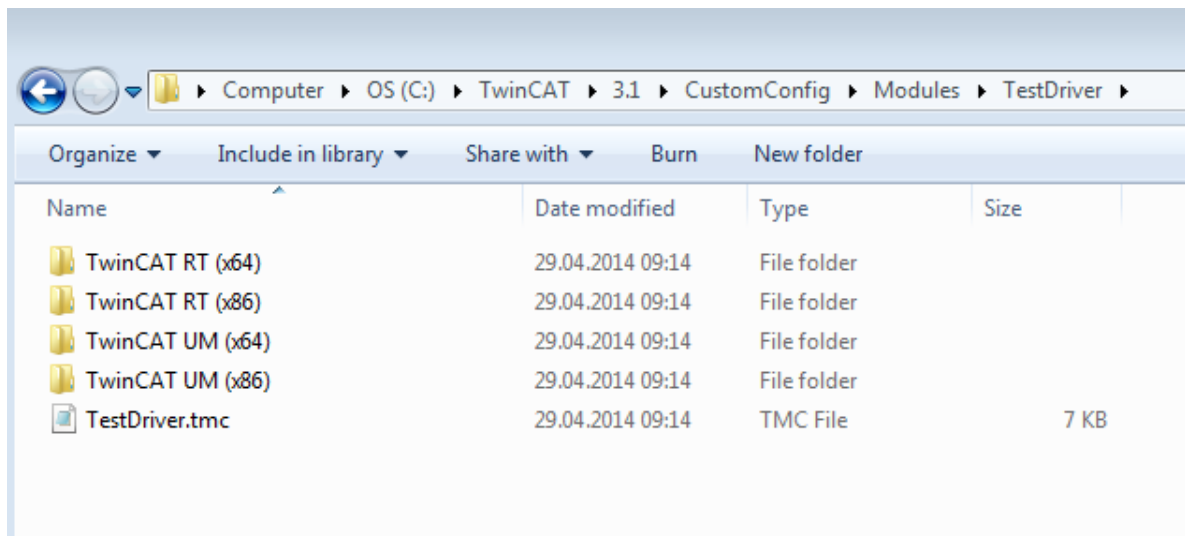 Computer OS (C:) TwinCAT 3.1 CustomConfig Modules TestDriver
Organize Include in library Share with Burn New folder
Name Date modified Type Size
TwinCAT RT (x64) 29.04.2014 09:14 File folder
TwinCAT RT (x86) 29.04.2014 09:14 File folder
TwinCAT UM (x64) 29.04.2014 09:14 File folder
TwinCAT UM (x86) 29.04.2014 09:14 File folder
TestDriver.tmc 29.04.2014 09:14 TMC File 7 KB